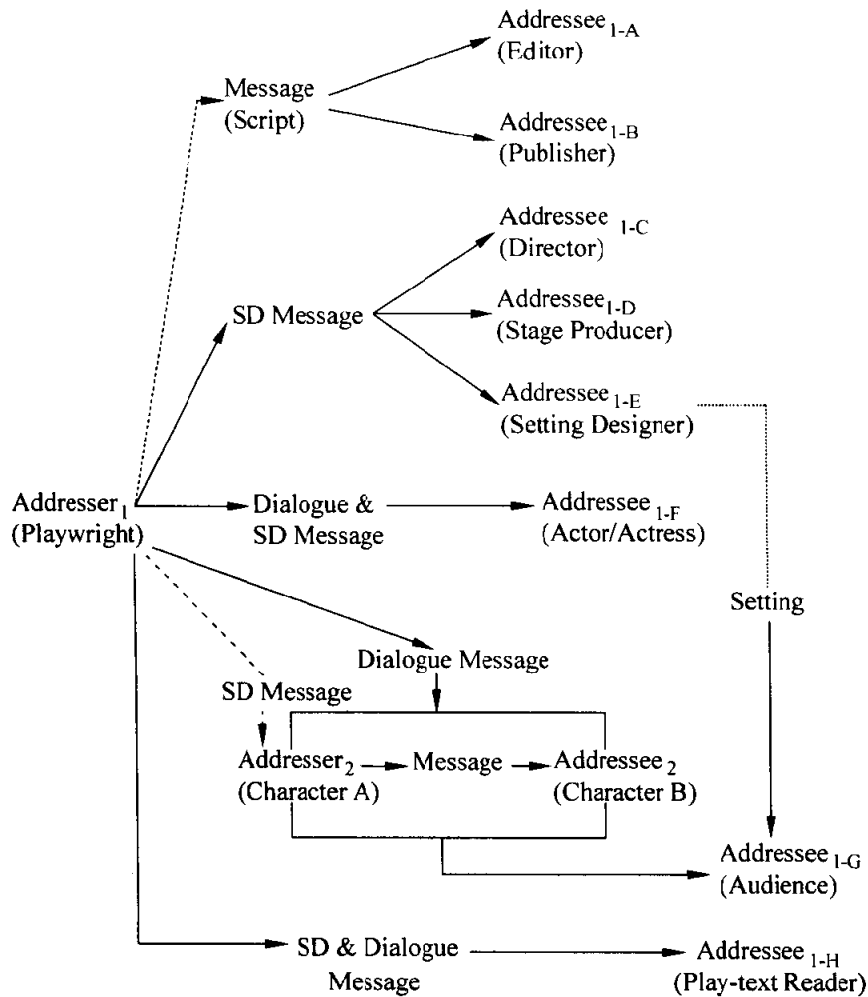 Addressee 1-A
(Editor)
Message
(Script)
Addressee 1-B
(Publisher)
Addressee 1-C
(Director)
SD Message
Addressee 1-D
(Stage Producer)
Addressee 1-E
(Setting Designer)
Addresser 1
(Playwright)
Dialogue &
SD Message
Addressee 1-F
(Actor/Actress)
Setting
Dialogue Message
SD Message
Addresser 2
(Character A)
Message
Addressee 2
(Character B)
Addressee 1-G
(Audience)
SD & Dialogue
Message
Addressee 1-H
(Play-text Reader)